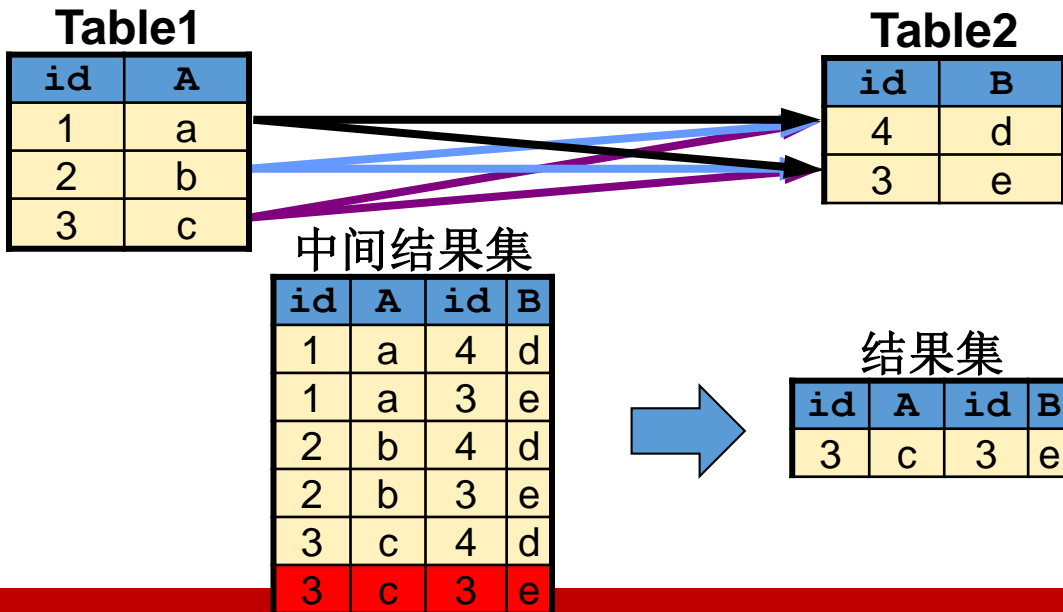 Table1
id A
1 a
2 b
3 c
Table2
id B
4 d
3 e
中间结果集
id A id B
1 a 4 d
1 a 3 e
2 b 4 d
2 b 3 e
3 c 4 d
3 c 3 e
结果集
id A id B
3 c 3 e